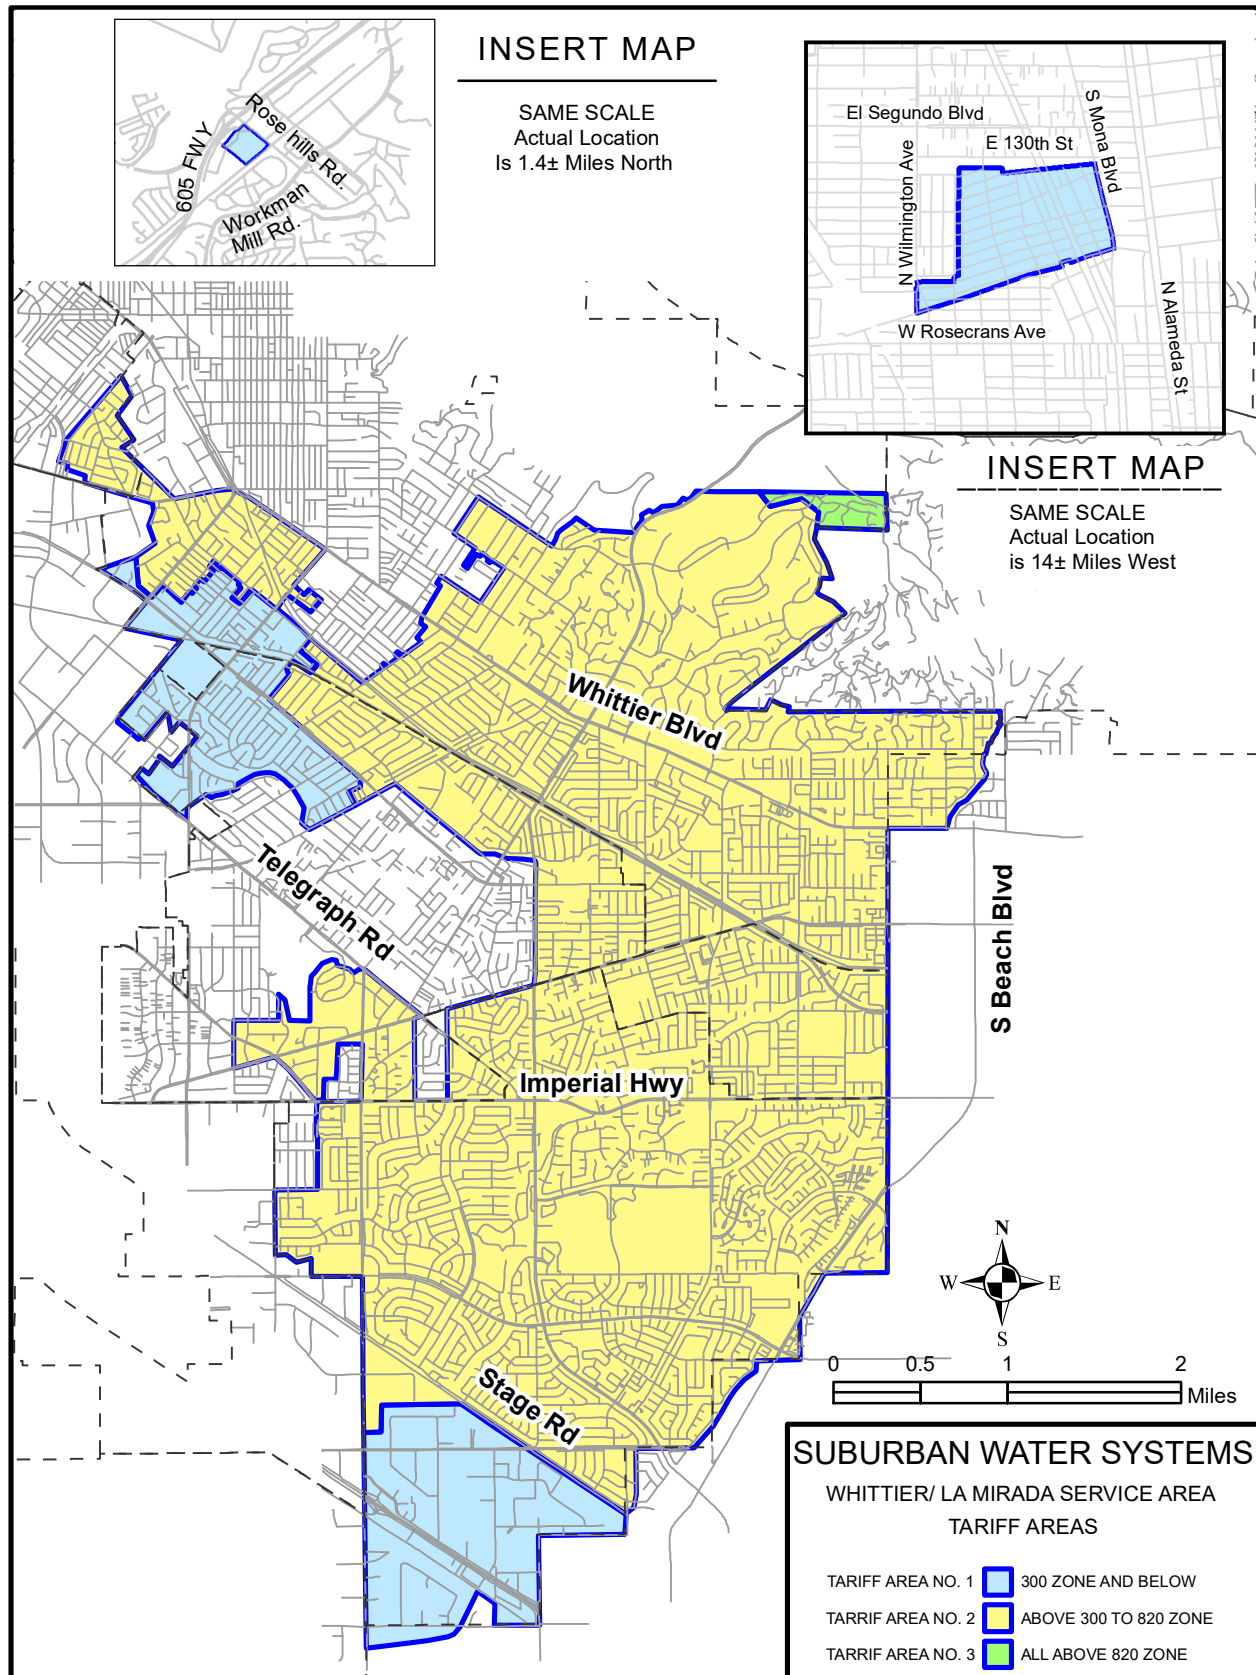 INSERT MAP
SAME SCALE
Actual Location
Is 1.4± Miles North
605 FWY
Rose hills Rd.
Workman
Mill Rd.
El Segundo Blvd
E 130th St
S Mona Blvd
N Wilmington Ave
W Rosecrans Ave
N Alameda St
INSERT MAP
SAME SCALE
Actual Location
is 14± Miles West
Whittier Blvd
Telegraph Rd
S Beach Blvd
Imperial Hwy
Stage Rd
N
W
E
S
0 0.5 1 2
Miles
SUBURBAN WATER SYSTEMS
WHITTIER/ LA MIRADA SERVICE AREA
TARIFF AREAS
TARIFF AREA NO. 1 300 ZONE AND BELOW
TARRIF AREA NO. 2 ABOVE 300 TO 820 ZONE
TARRIF AREA NO. 3 ALL ABOVE 820 ZONE